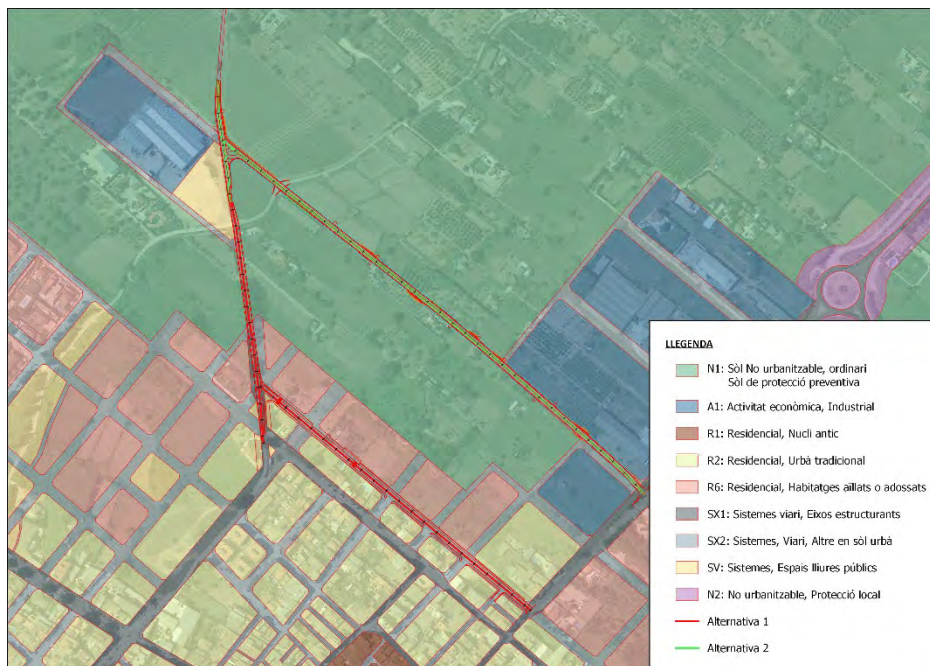 LLEGENDA
N1: Sòl No urbanitzable, ordinari
Sòl de protecció preventiva
A1: Activitat econòmica, Industrial
R1: Residencial, Nucli antic
R2: Residencial, Urbà tradicional
R6: Residencial, Habitatges aïllats o adossats
SX1: Sistemes viari, Eixos estructurants
SX2: Sistemes, Viari, Altre en sòl urbà
SV: Sistemes, Espais lliures públics
N2: No urbanitzable, Protecció local
Alternativa 1
Alternativa 2